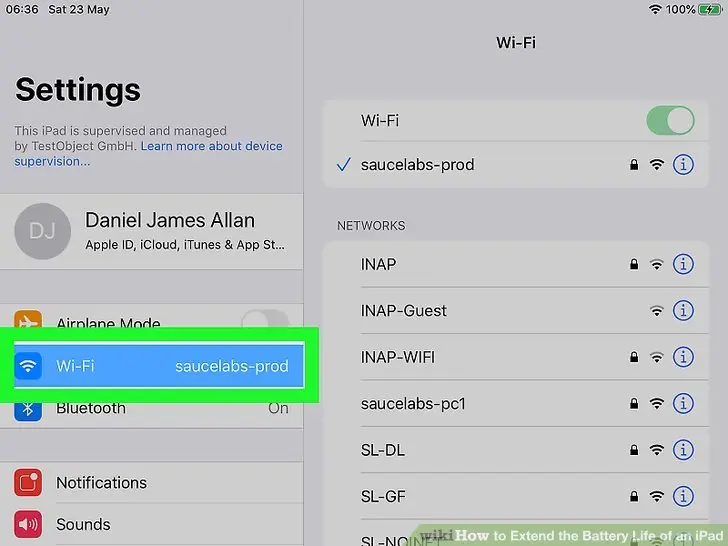 06:36 Sat 23 May
100%
Settings
This iPad is supervised and managed
by TestObject GmbH. Learn more about device
supervision...
DJ
Daniel James Allan
Apple ID, iCloud, iTunes & App St...
Airplane Mode
Wi-Fi saucelabs-prod
Bluetooth On
Notifications
Sounds
Wi-Fi
Wi-Fi
saucelabs-prod
NETWORKS
INAP
INAP-Guest
INAP-WIFI
saucelabs-pc1
SL-DL
SL-GF
SL-NOINET
wikiHow to Extend the Battery Life of an iPad